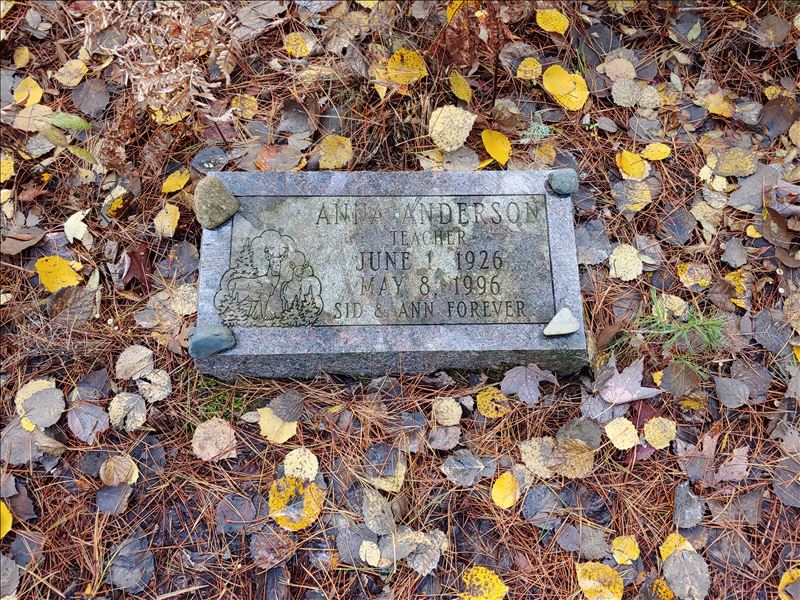 ANNA ANDERSON
TEACHER
JUNE 1, 1926
MAY 8, 1996
SID & ANN FOREVER